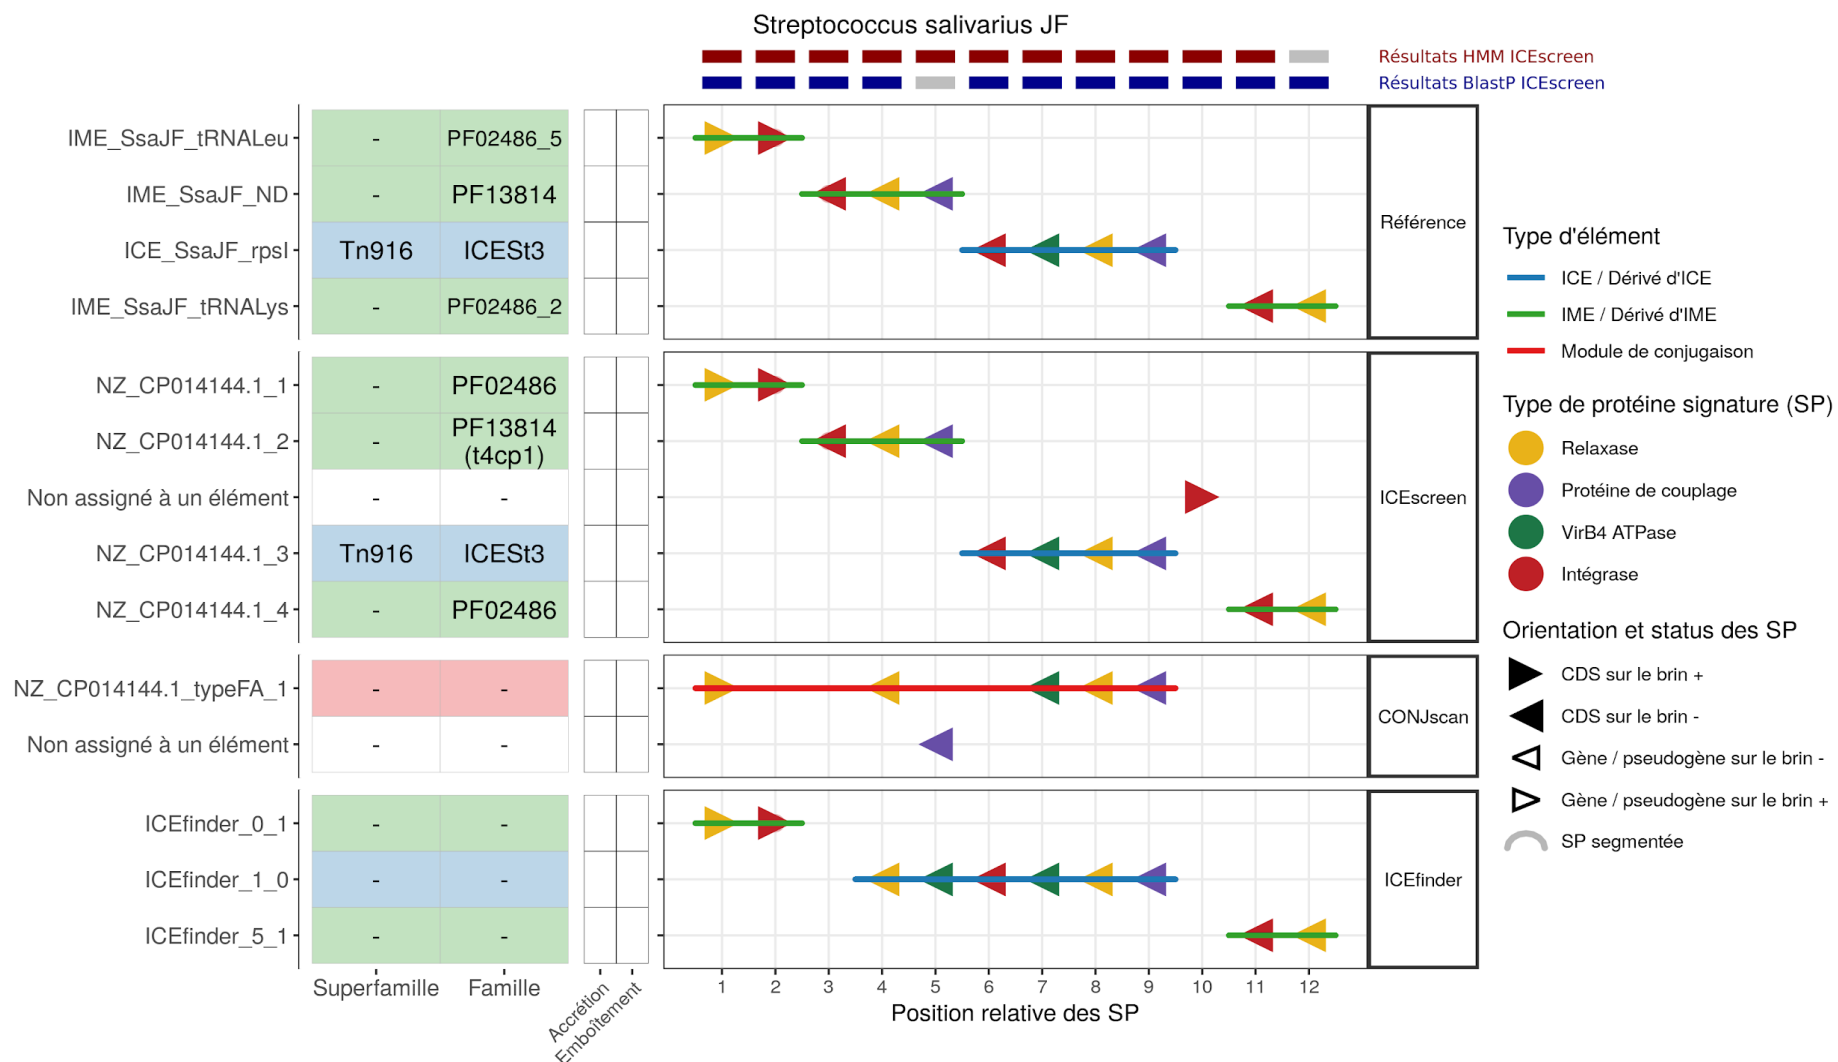 Streptococcus salivarius JF
Résultats HMM ICEscreen
Résultats BlastP ICEscreen
IME_SsaJF_tRNALeu - PF02486_5
IME_SsaJF_ND - PF13814
ICE_SsaJF_rpsI Tn916 ICESt3
IME_SsaJF_tRNALys - PF02486_2
Référence
NZ_CP014144.1_1 - PF02486
NZ_CP014144.1_2 - PF13814
(t4cp1)
Non assigné à un élément - -
NZ_CP014144.1_3 Tn916 ICESt3
NZ_CP014144.1_4 - PF02486
ICEscreen
NZ_CP014144.1_typeFA_1 - -
Non assigné à un élément - -
CONJscan
ICEfinder_0_1 - -
ICEfinder_1_0 - -
ICEfinder_5_1 - -
ICEfinder
Superfamille Famille
Accrétion
Emboîtement
1 2 3 4 5 6 7 8 9 10 11 12
Position relative des SP
Type d'élément
ICE / Dérivé d'ICE
IME / Dérivé d'IME
Module de conjugaison
Type de protéine signature (SP)
Relaxase
Protéine de couplage
VirB4 ATPase
Intégrase
Orientation et status des SP
CDS sur le brin +
CDS sur le brin -
Gène / pseudogène sur le brin -
Gène / pseudogène sur le brin +
SP segmentée